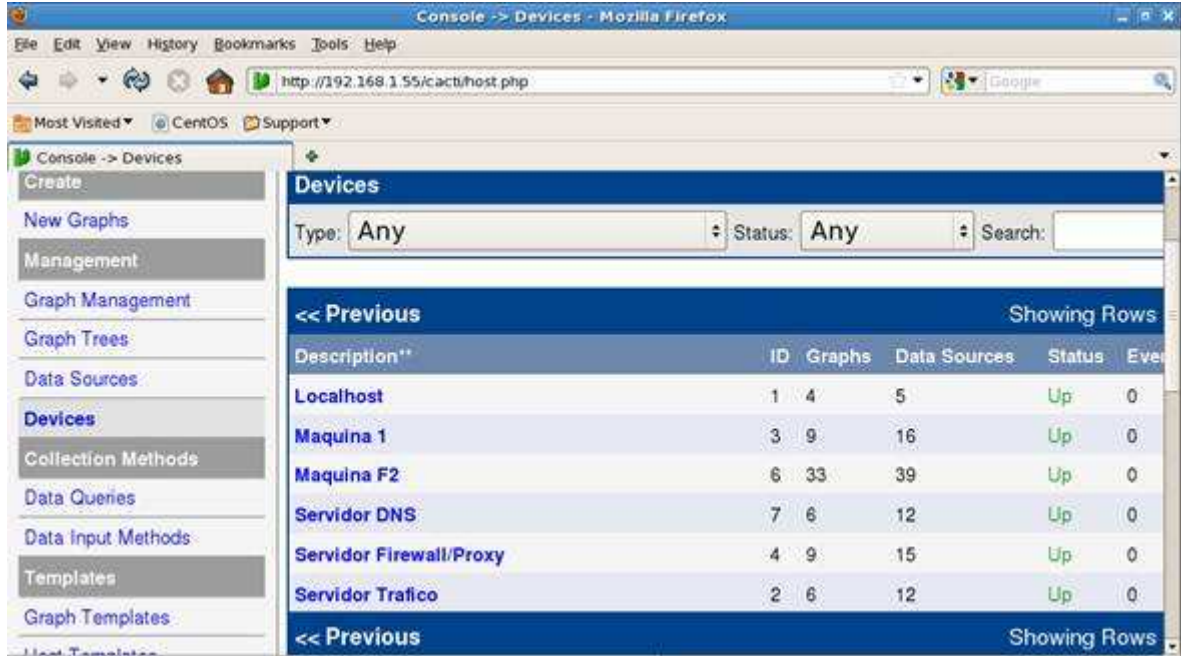 Console -> Devices - Mozilla Firefox
File Edit View History Bookmarks Tools Help
http://192.168.1.55/cacti/host.php
Google
Most Visited CentOS Support
Console -> Devices
Create
New Graphs
Management
Graph Management
Graph Trees
Data Sources
Devices
Collection Methods
Data Queries
Data Input Methods
Templates
Graph Templates
Host Templates
Devices
Type: Any Status: Any Search:
<< Previous Showing Rows
Description** ID Graphs Data Sources Status Eve
Localhost 1 4 5 Up 0
Maquina 1 3 9 16 Up 0
Maquina F2 6 33 39 Up 0
Servidor DNS 7 6 12 Up 0
Servidor Firewall/Proxy 4 9 15 Up 0
Servidor Trafico 2 6 12 Up 0
<< Previous Showing Rows